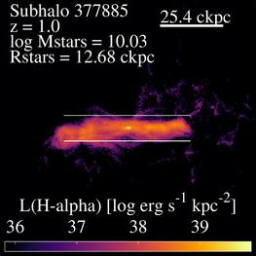 Subhalo 377885
z = 1.0
log Mstars = 10.03
Rstars = 12.68 ckpc
25.4 ckpc
L(H-alpha) [log erg s⁻¹ kpc⁻²]
36 37 38 39